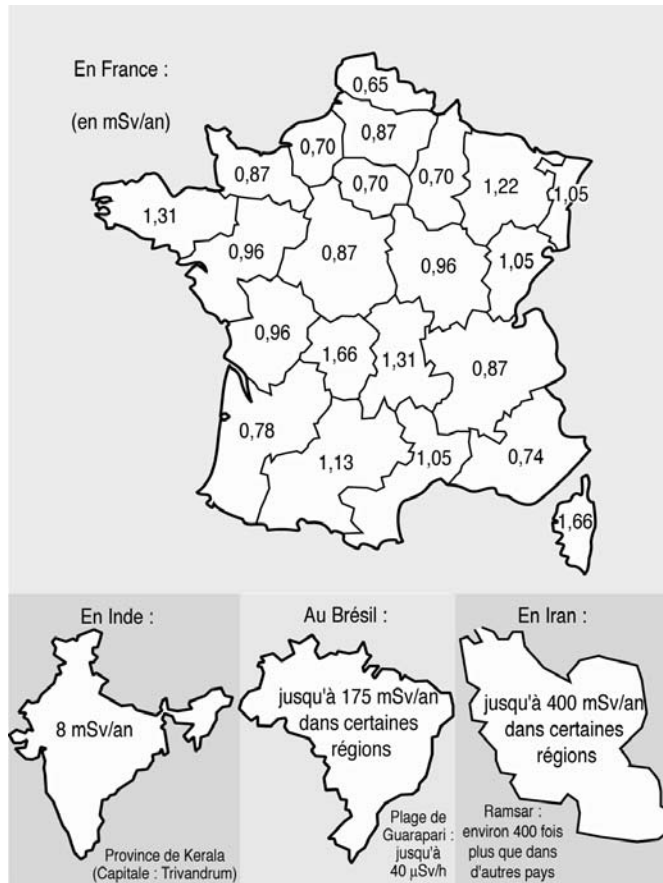 En France :
(en mSv/an)
0,65
0,87
0,70
0,87
0,70
0,70
1,22
1,05
1,31
0,96
0,87
0,96
1,05
0,96
1,66
1,31
0,87
0,78
1,13
1,05
0,74
1,66
En Inde :
8 mSv/an
Province de Kerala
(Capitale : Trivandrum)
Au Brésil :
jusqu'à 175 mSv/an
dans certaines
régions
Plage de
Guarapari :
jusqu'à
40 µSv/h
En Iran :
jusqu'à 400 mSv/an
dans certaines
régions
Ramsar :
environ 400 fois
plus que dans
d'autres pays